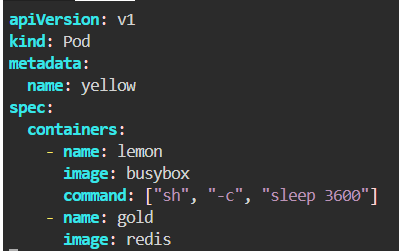 apiVersion: v1
kind: Pod
metadata:
  name: yellow
spec:
  containers:
    - name: lemon
      image: busybox
      command: ["sh", "-c", "sleep 3600"]
    - name: gold
      image: redis